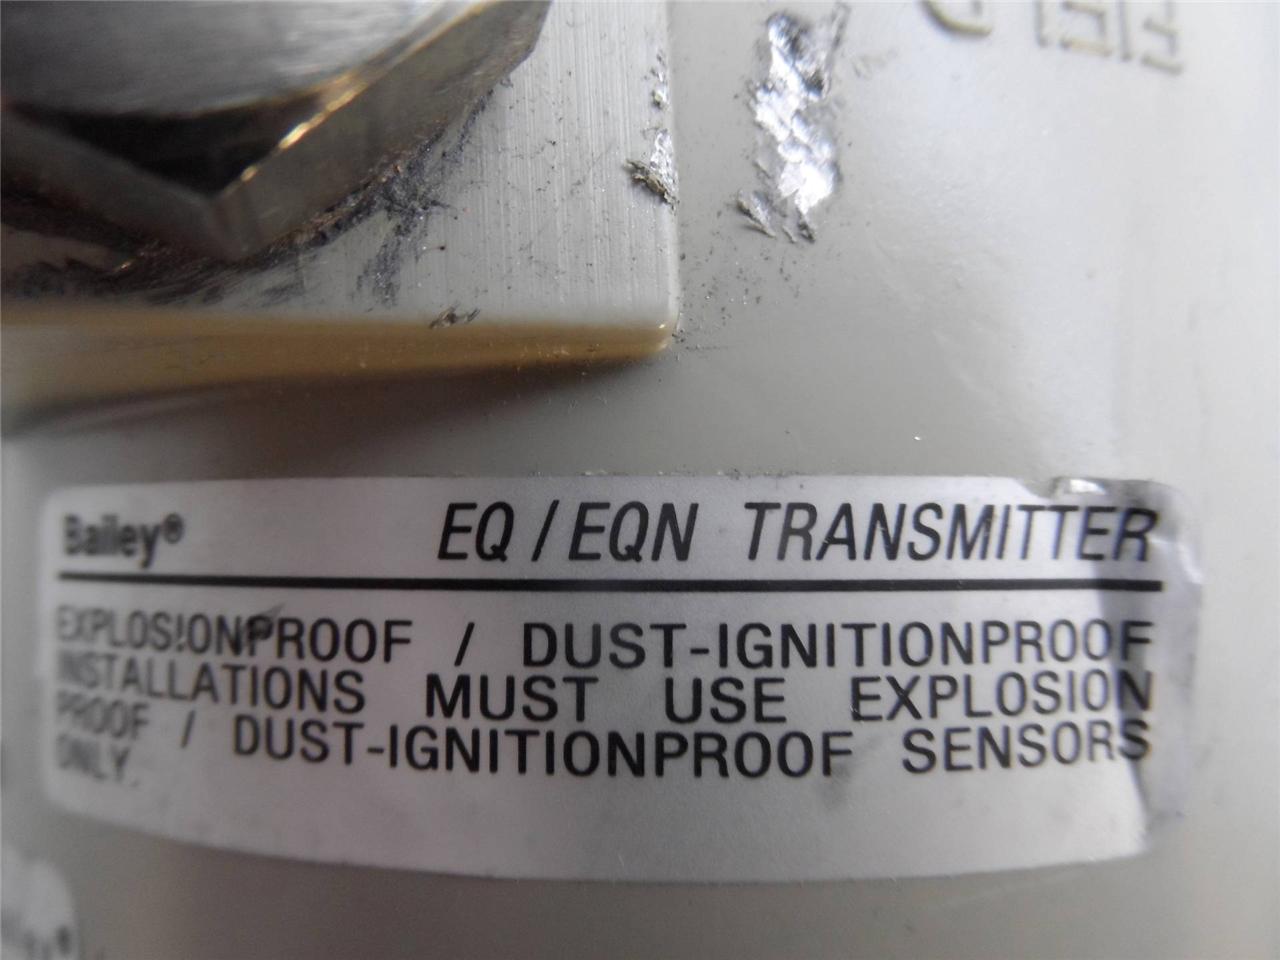 Bailey® EQ / EQN TRANSMITTER
EXPLOSIONPROOF / DUST-IGNITIONPROOF
INSTALLATIONS MUST USE EXPLOSION
PROOF / DUST-IGNITIONPROOF SENSORS
ONLY.